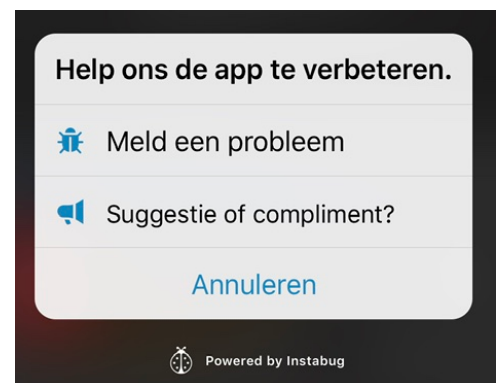 Help ons de app te verbeteren.
Meld een probleem
Suggestie of compliment?
Annuleren
Powered by Instabug